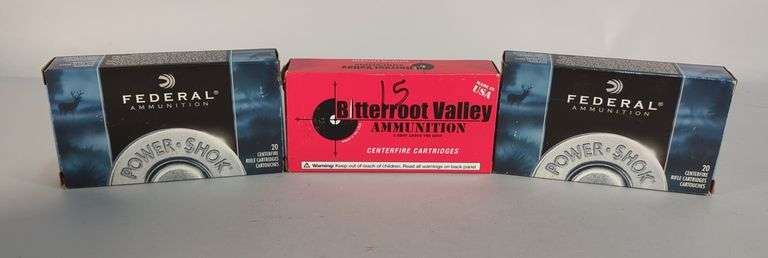 FEDERAL®
AMMUNITION
POWER·SHOK
20
CENTERFIRE
RIFLE CARTRIDGES
CARTOUCHES
15
MADE IN
USA
Bitterroot Valley
AMMUNITION
CENTERFIRE CARTRIDGES
Warning: Keep out of reach of children. Read all warnings on back panel.
FEDERAL®
AMMUNITION
POWER·SHOK
20
CENTERFIRE
RIFLE CARTRIDGES
CARTOUCHES